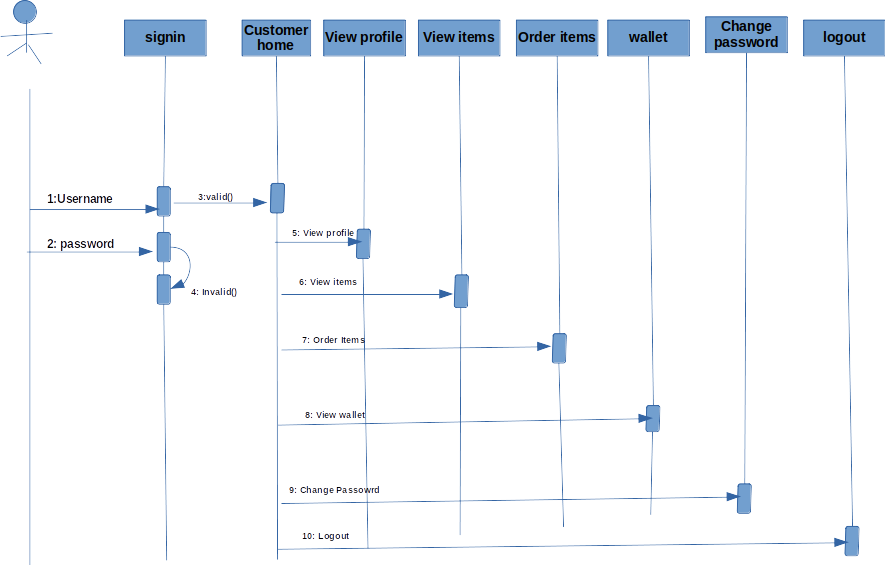 signin
Customer
home
View profile
View items
Order items
wallet
Change
password
logout
1:Username
3:valid()
2: password
5: View profile
4: Invalid()
6: View items
7: Order Items
8: View wallet
9: Change Passowrd
10: Logout